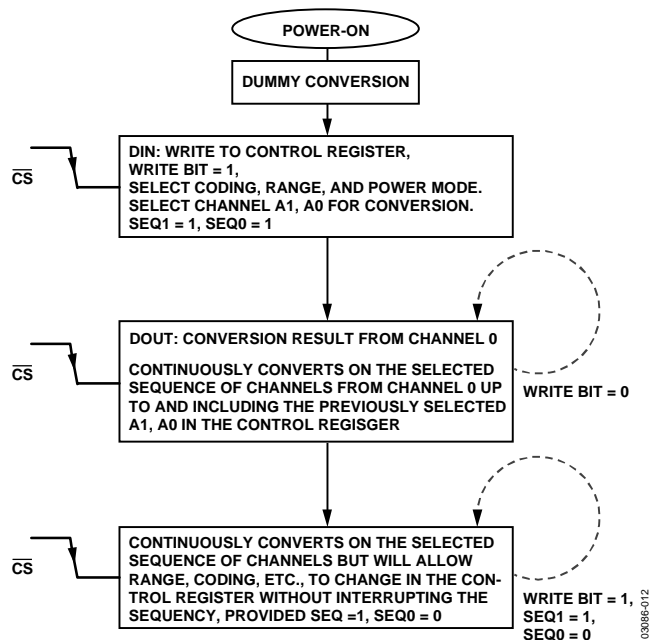 POWER-ON
DUMMY CONVERSION
CS
DIN: WRITE TO CONTROL REGISTER,
WRITE BIT = 1,
SELECT CODING, RANGE, AND POWER MODE.
SELECT CHANNEL A1, A0 FOR CONVERSION.
SEQ1 = 1, SEQ0 = 1
CS
DOUT: CONVERSION RESULT FROM CHANNEL 0
CONTINUOUSLY CONVERTS ON THE SELECTED
SEQUENCE OF CHANNELS FROM CHANNEL 0 UP
TO AND INCLUDING THE PREVIOUSLY SELECTED
A1, A0 IN THE CONTROL REGISGER
WRITE BIT = 0
CS
CONTINUOUSLY CONVERTS ON THE SELECTED
SEQUENCE OF CHANNELS BUT WILL ALLOW
RANGE, CODING, ETC., TO CHANGE IN THE CON-
TROL REGISTER WITHOUT INTERRUPTING THE
SEQUENCY, PROVIDED SEQ =1, SEQ0 = 0
WRITE BIT = 1,
SEQ1 = 1,
SEQ0 = 0
03086-012